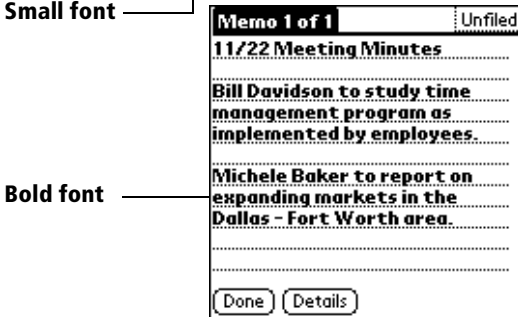 Small font
Memo 1 of 1 Unfiled
11/22 Meeting Minutes
Bill Davidson to study time
management program as
implemented by employees.
Michele Baker to report on
Bold font
expanding markets in the
Dallas - Fort Worth area.
Done Details